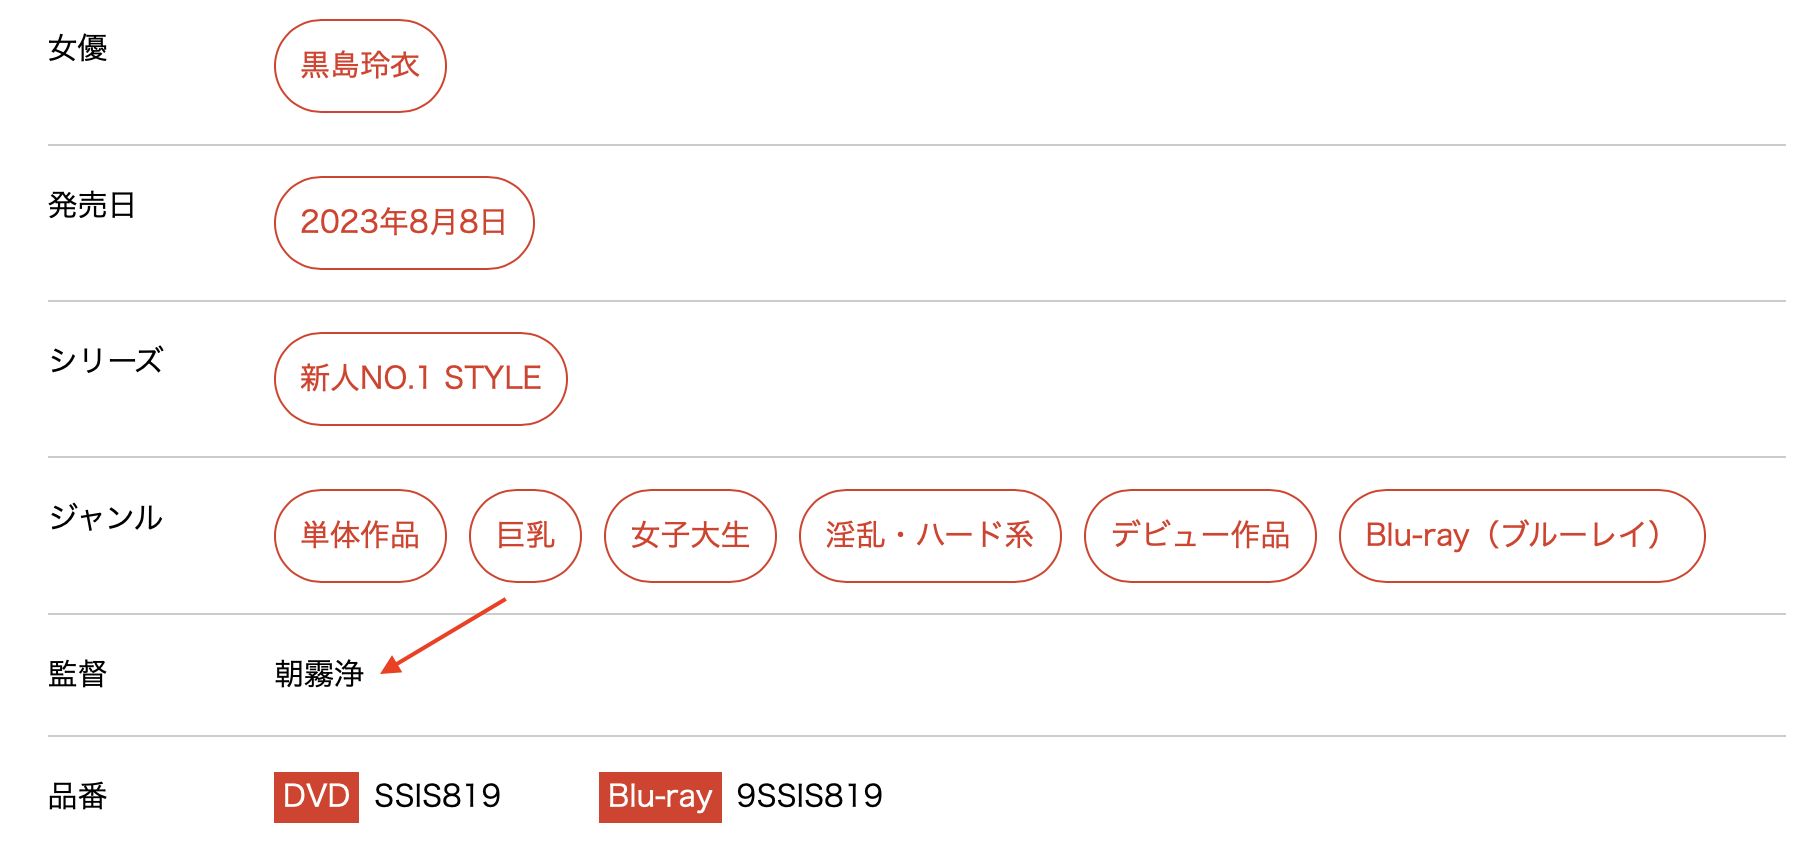 女優 黒島玲衣
発売日 2023年8月8日
シリーズ 新人NO.1 STYLE
ジャンル 単体作品 巨乳 女子大生 淫乱・ハード系 デビュー作品 Blu-ray（ブルーレイ）
監督 朝霧浄
品番 DVD SSIS819 Blu-ray 9SSIS819